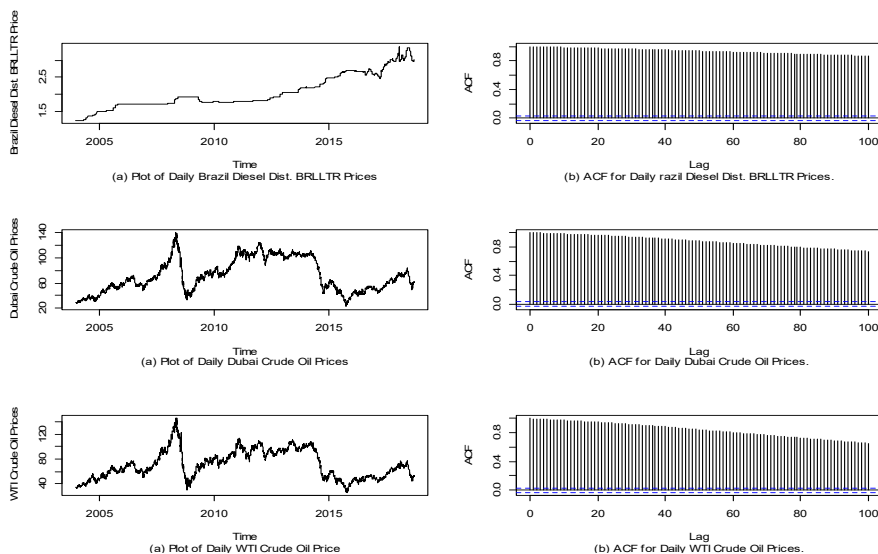 Brazil Diesel Dist. BRLLTR Price
1.5 2.5
2005 2010 2015
Time
(a) Plot of Daily Brazil Diesel Dist. BRLLTR Prices
ACF
0.0 0.8
0 20 40 60 80 100
Lag
(b) ACF for Daily razil Diesel Dist. BRLLTR Prices.
Dubai Crude Oil Prices
20 60 100 140
2005 2010 2015
Time
(a) Plot of Daily Dubai Crude Oil Prices
ACF
0.0 0.4 0.8
0 20 40 60 80 100
Lag
(b) ACF for Daily Dubai Crude Oil Prices.
WTI Crude Oil Prices
40 80 120
2005 2010 2015
Time
(a) Plot of Daily WTI Crude Oil Price
ACF
0.0 0.4 0.8
0 20 40 60 80 100
Lag
(b) ACF for Daily WTI Crude Oil Prices.